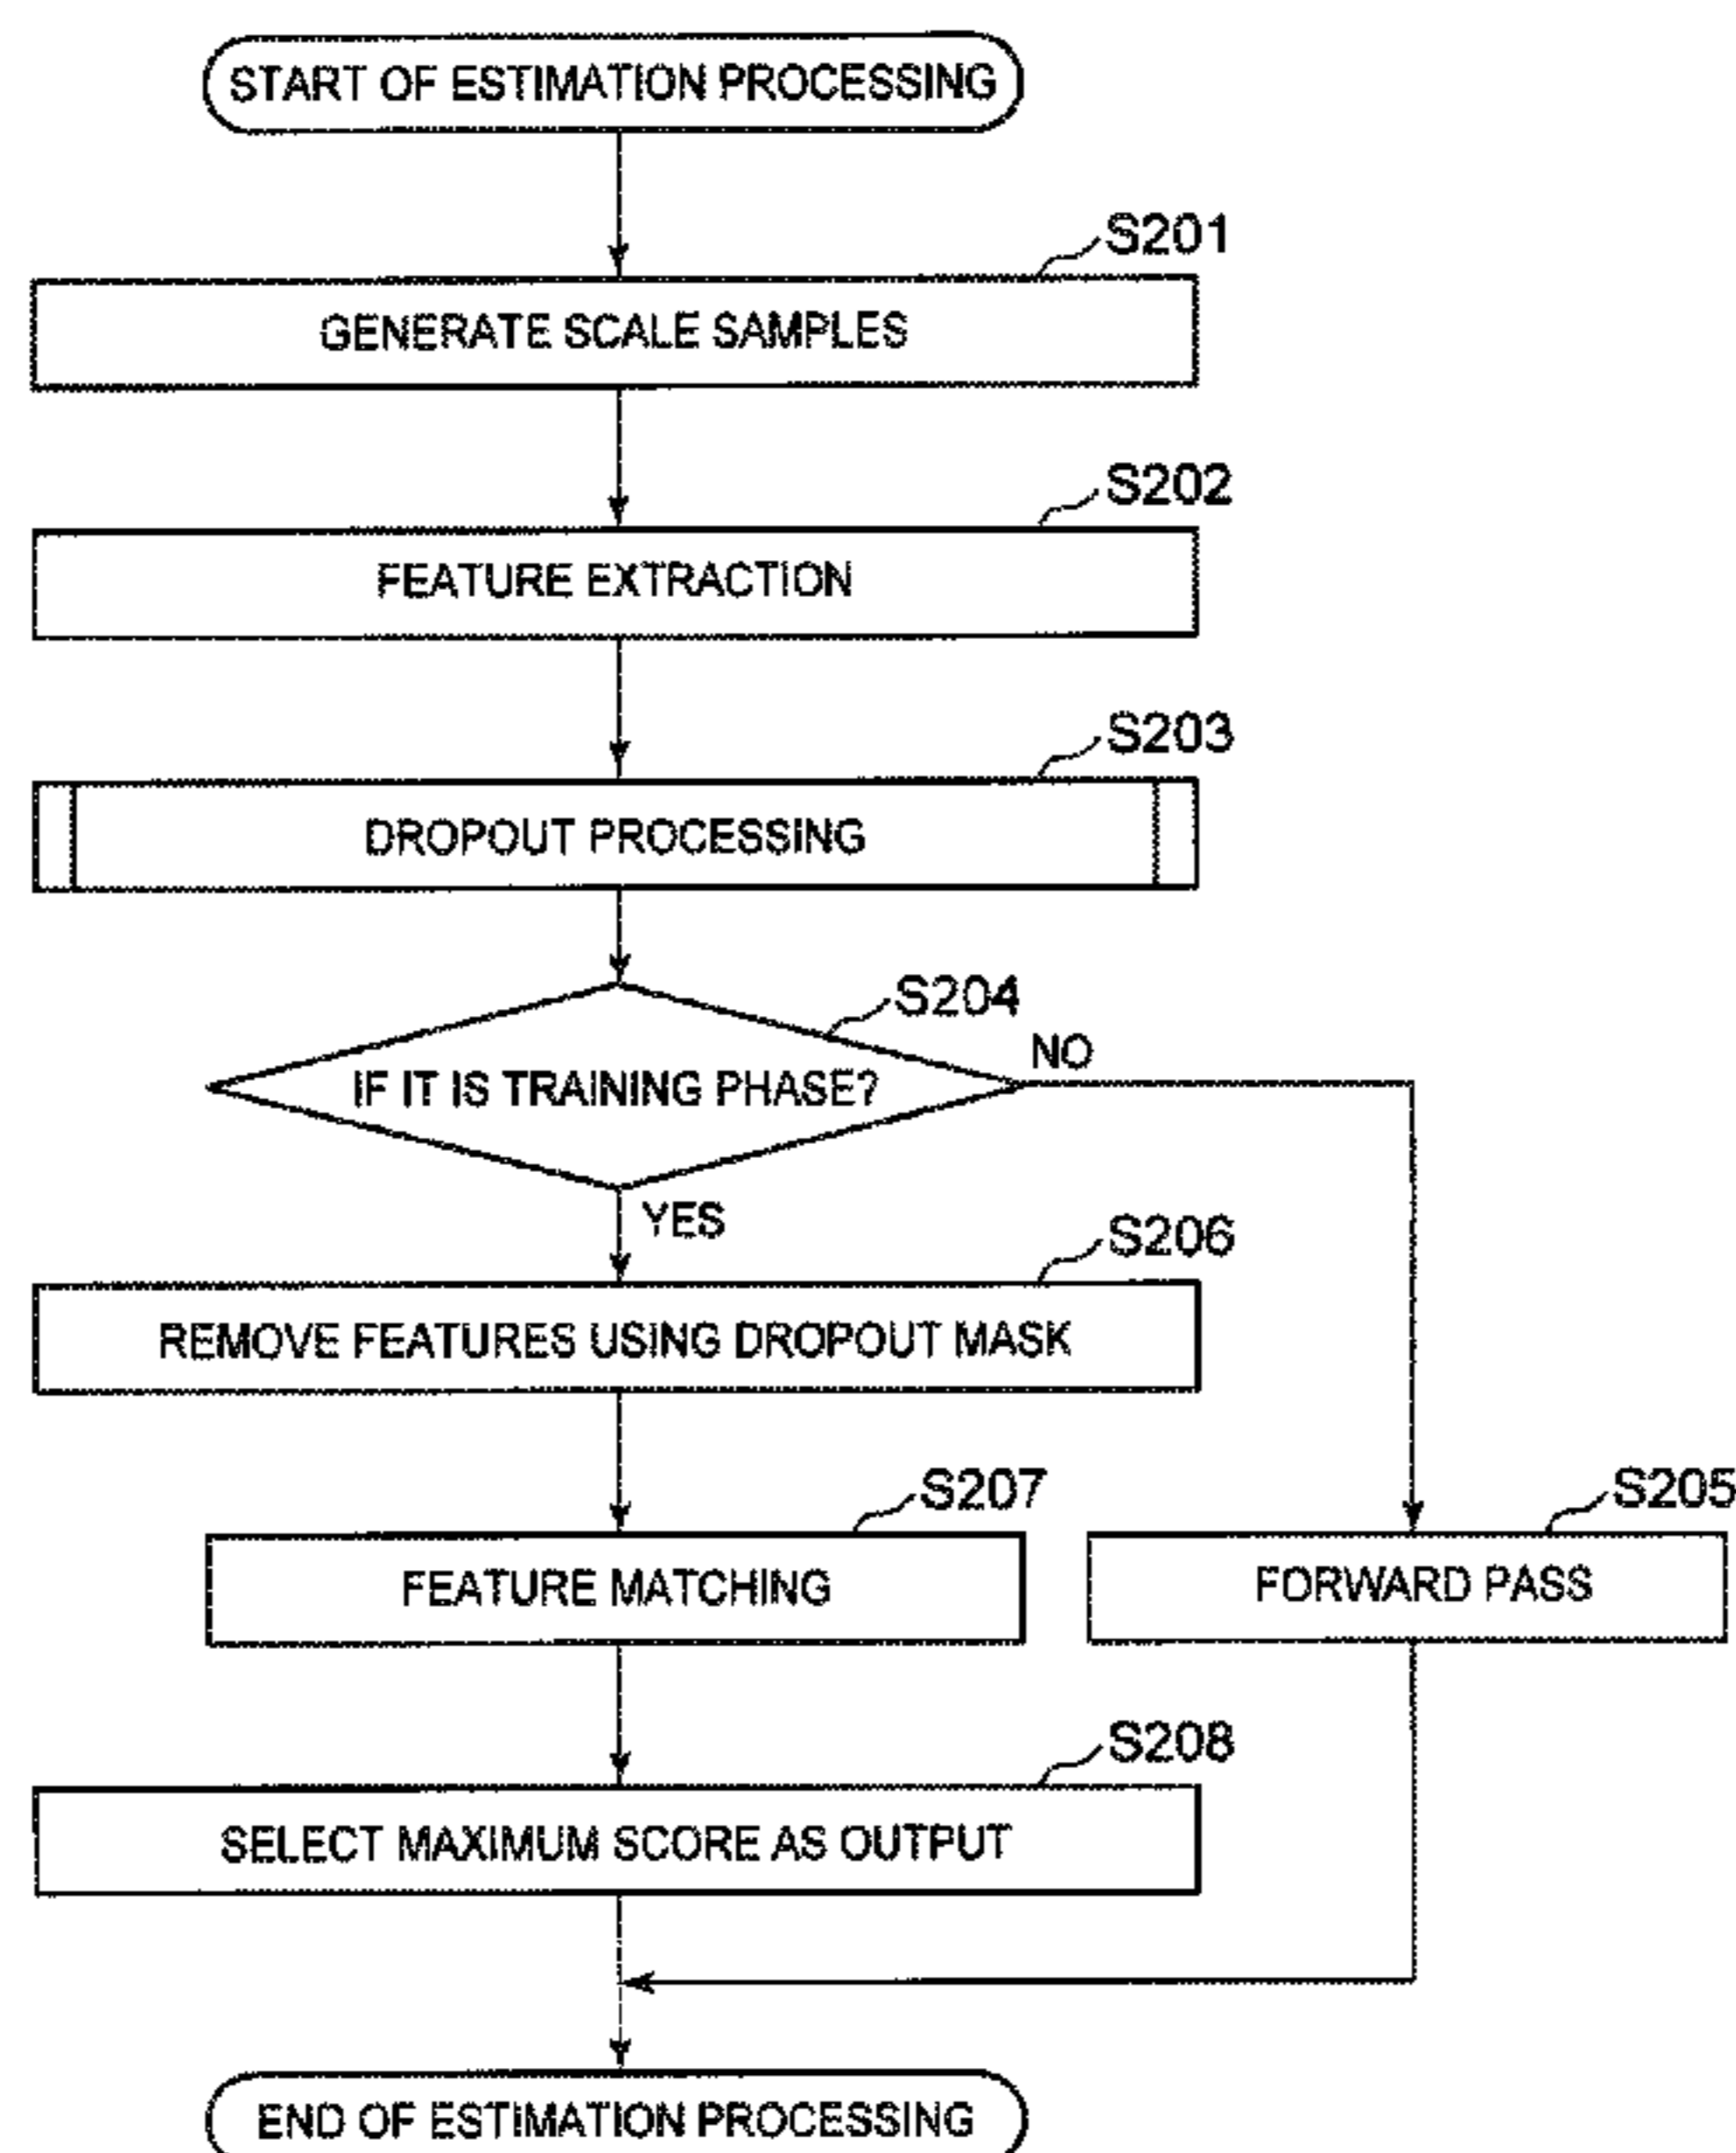 START OF ESTIMATION PROCESSING
S201
GENERATE SCALE SAMPLES
S202
FEATURE EXTRACTION
S203
DROPOUT PROCESSING
S204
IF IT IS TRAINING PHASE?
NO
YES
S206
REMOVE FEATURES USING DROPOUT MASK
S207
FEATURE MATCHING
S205
FORWARD PASS
S208
SELECT MAXIMUM SCORE AS OUTPUT
END OF ESTIMATION PROCESSING